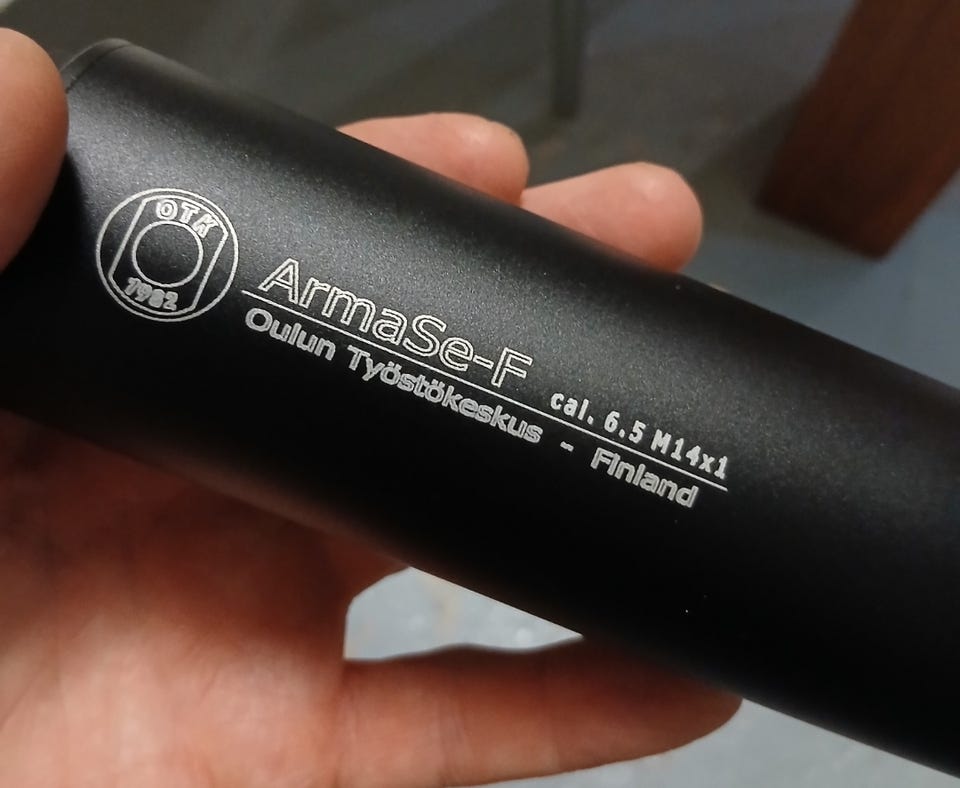 OTK
1982
ArmaSe-F cal. 6.5 M14x1
Oulun Työstökeskus - Finland